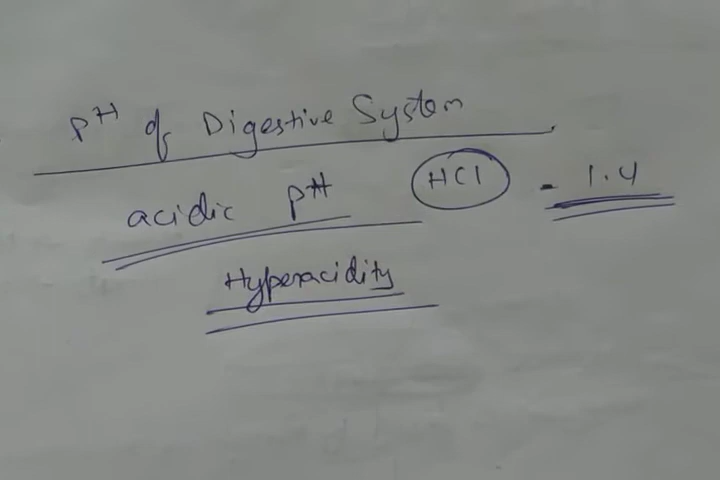 pH of Digestive System
acidic pH HCl - 1.4
Hyperacidity